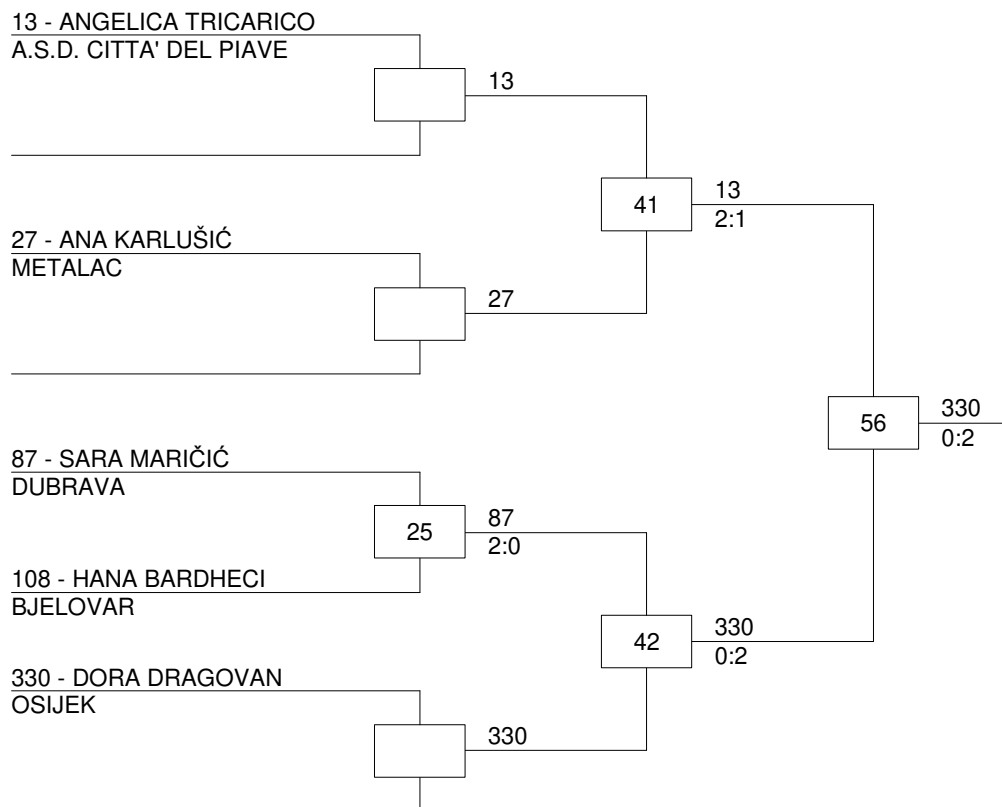 13 - ANGELICA TRICARICO
A.S.D. CITTA' DEL PIAVE
13
41
13
2:1
27 - ANA KARLUŠIĆ
METALAC
27
56
330
0:2
87 - SARA MARIČIĆ
DUBRAVA
25
87
2:0
108 - HANA BARDHECI
BJELOVAR
42
330
0:2
330 - DORA DRAGOVAN
OSIJEK
330